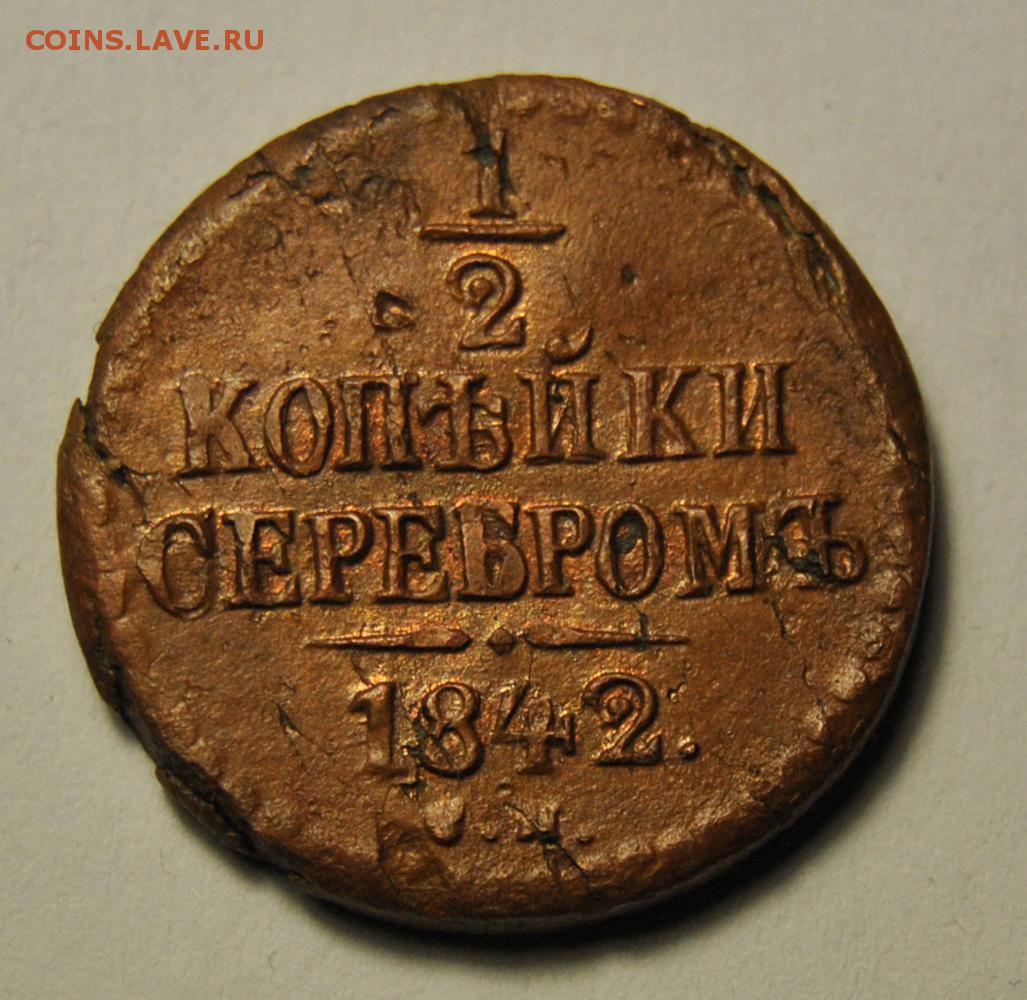 COINS.LAVE.RU
1
2
КОПѢЙКИ
СЕРЕБРОМЪ
1842.